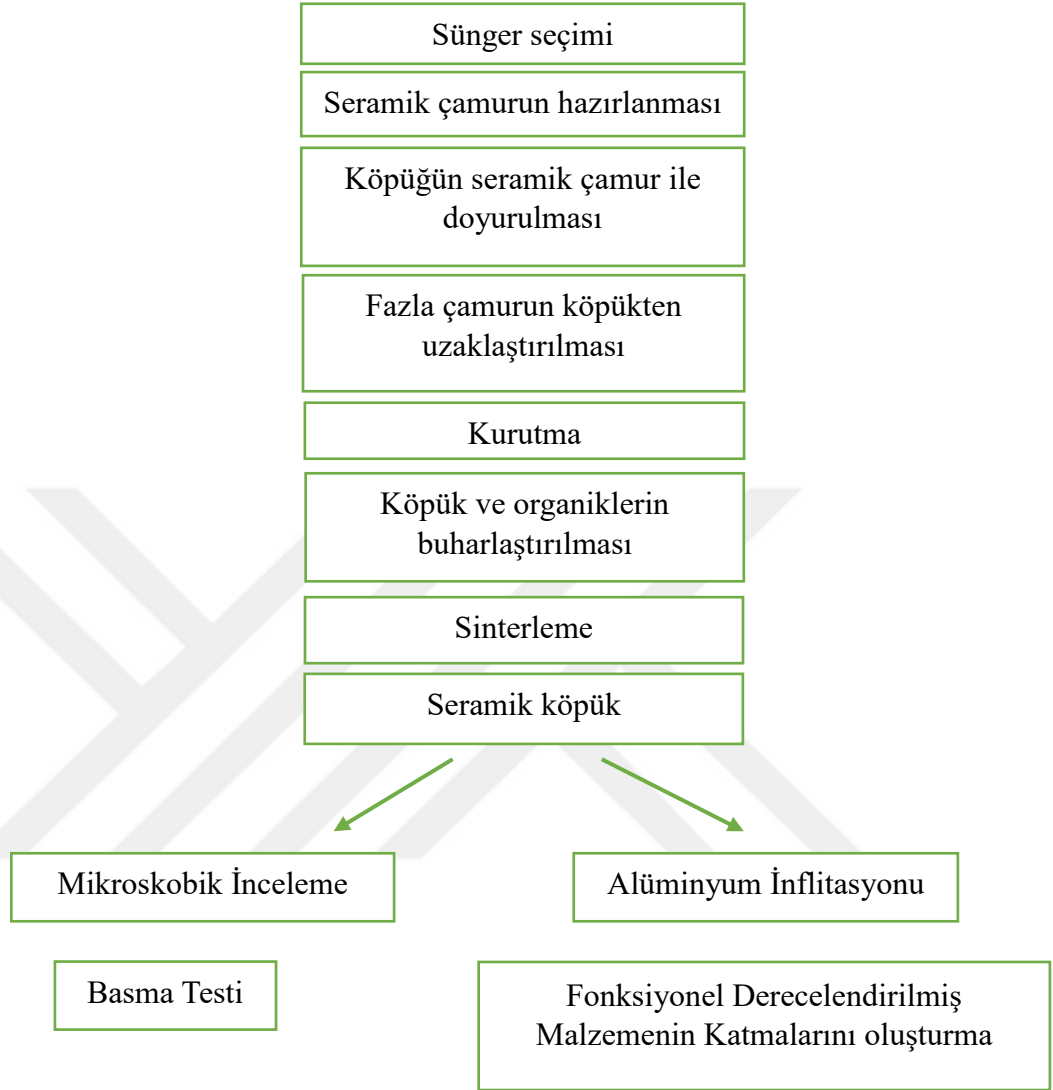 Sünger seçimi
Seramik çamurun hazırlanması
Köpüğün seramik çamur ile
doyurulması
Fazla çamurun köpükten
uzaklaştırılması
Kurutma
Köpük ve organiklerin
buharlaştırılması
Sinterleme
Seramik köpük
Mikroskobik İnceleme
Alüminyum İnflitasyonu
Basma Testi
Fonksiyonel Derecelendirilmiş
Malzemenin Katmalarını oluşturma